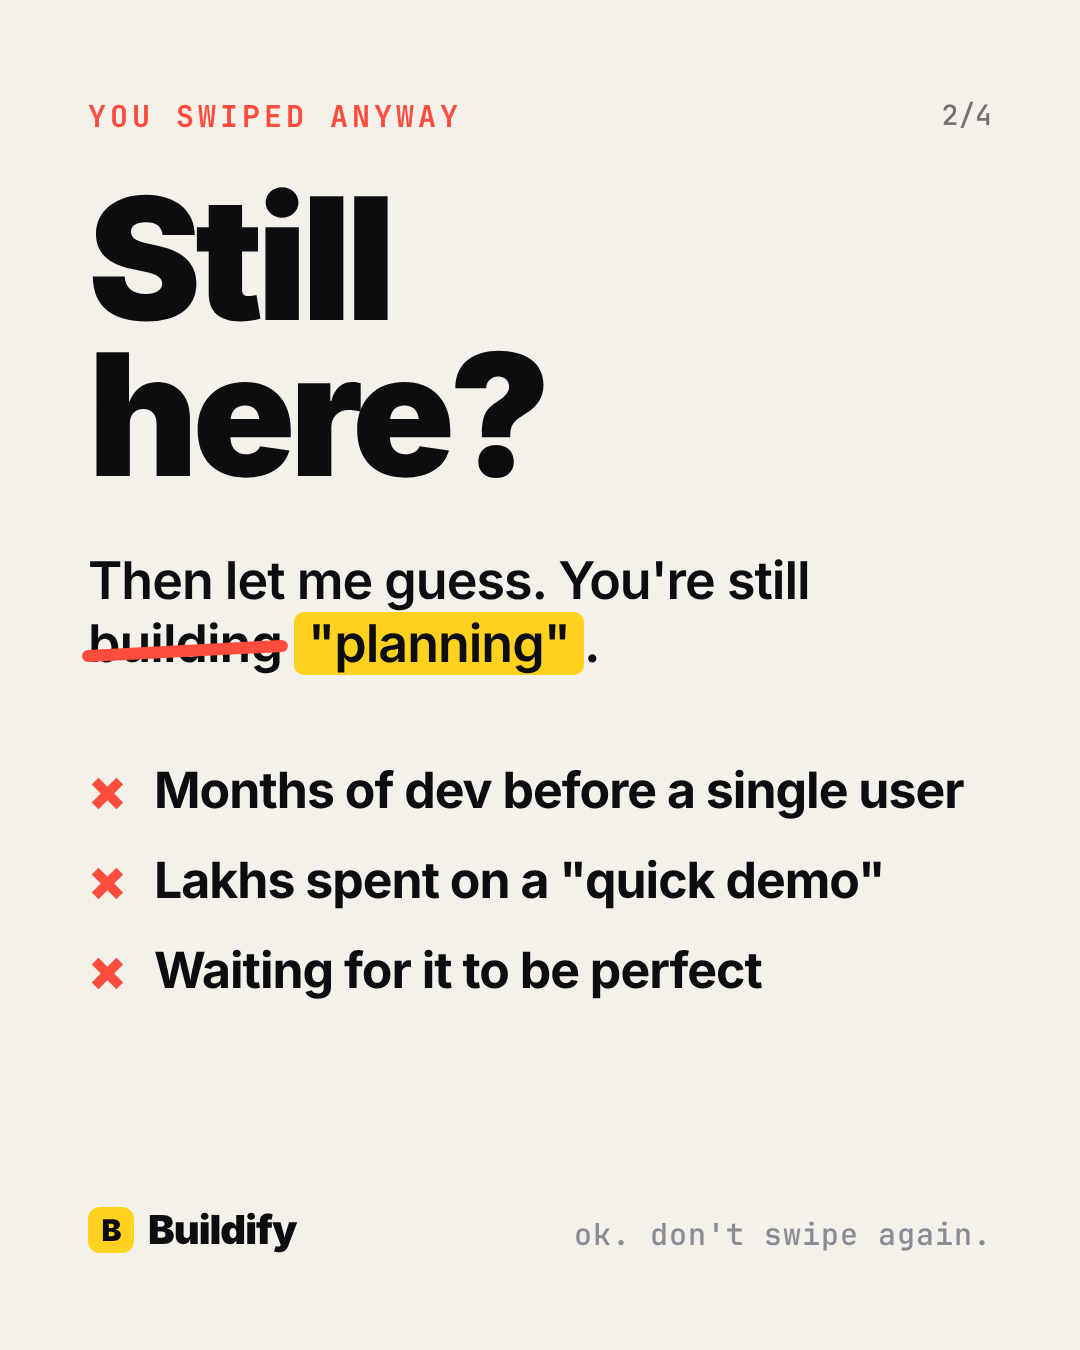 YOU SWIPED ANYWAY
2/4
Still
here?
Then let me guess. You're still
building "planning".
✖ Months of dev before a single user
✖ Lakhs spent on a "quick demo"
✖ Waiting for it to be perfect
B Buildify
ok. don't swipe again.